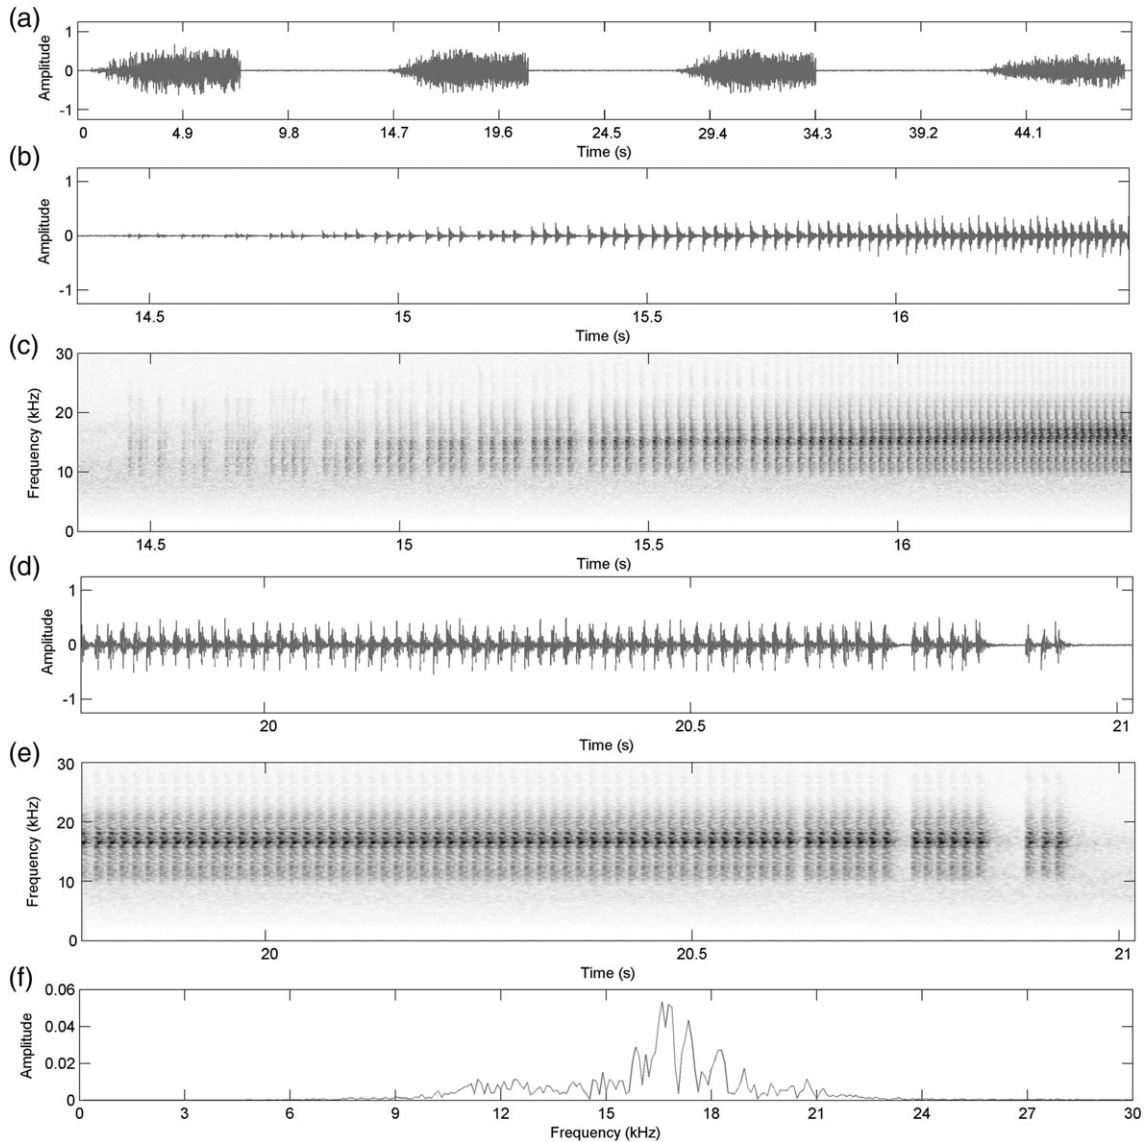 (a)
Amplitude
1
0
-1
0 4.9 9.8 14.7 19.6 24.5 29.4 34.3 39.2 44.1
Time (s)
(b)
Amplitude
1
0
-1
14.5 15 15.5 16
Time (s)
(c)
Frequency (kHz)
30
20
10
0
14.5 15 15.5 16
Time (s)
(d)
Amplitude
1
0
-1
20 20.5 21
Time (s)
(e)
Frequency (kHz)
30
20
10
0
20 20.5 21
Time (s)
(f)
Amplitude
0.06
0.04
0.02
0
0 3 6 9 12 15 18 21 24 27 30
Frequency (kHz)